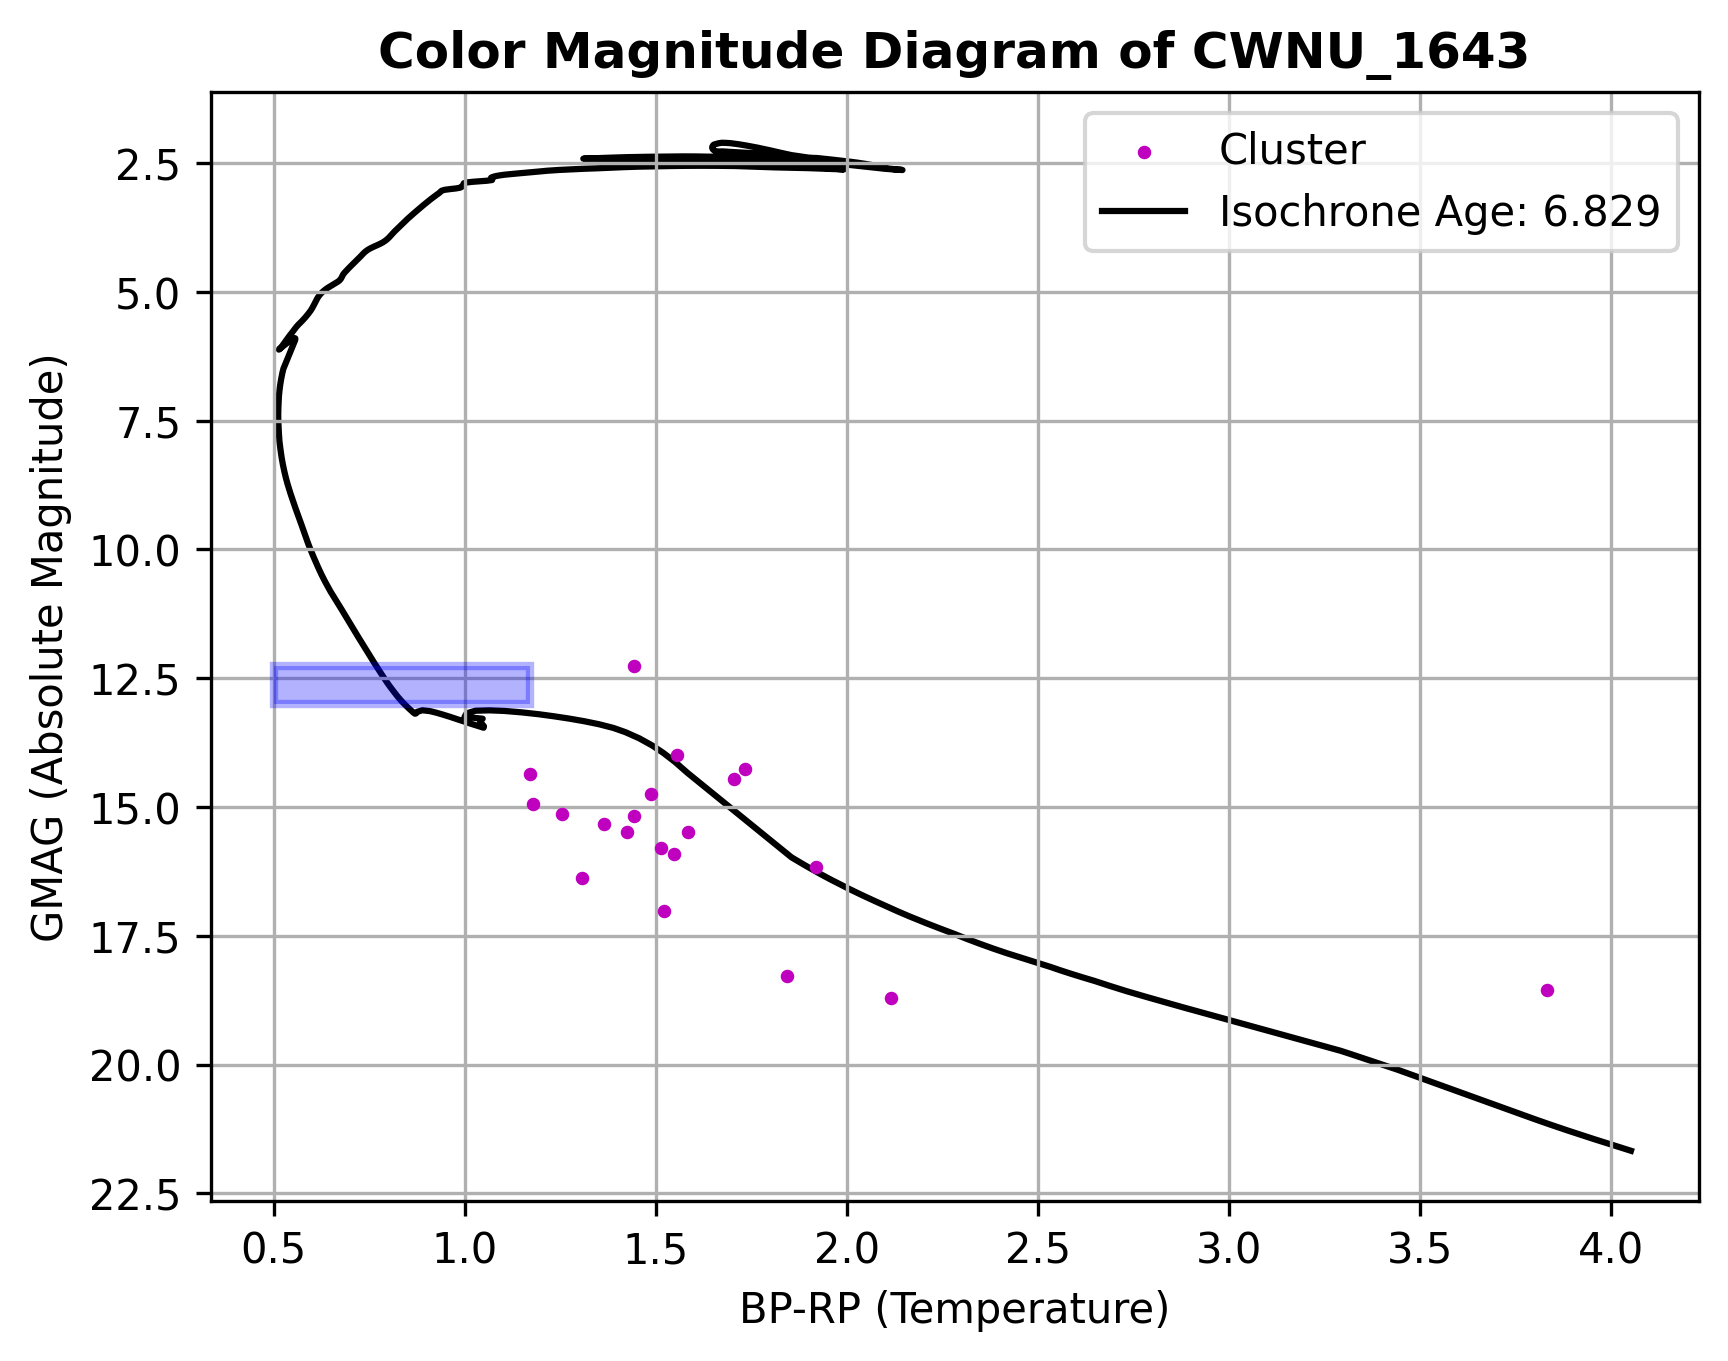 Color Magnitude Diagram of CWNU_1643
Cluster
Isochrone Age: 6.829
GMAG (Absolute Magnitude)
2.5
5.0
7.5
10.0
12.5
15.0
17.5
20.0
22.5
0.5 1.0 1.5 2.0 2.5 3.0 3.5 4.0
BP-RP (Temperature)